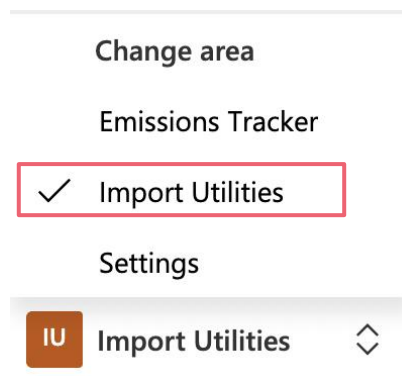 Change area
Emissions Tracker
Import Utilities
Settings
IU Import Utilities